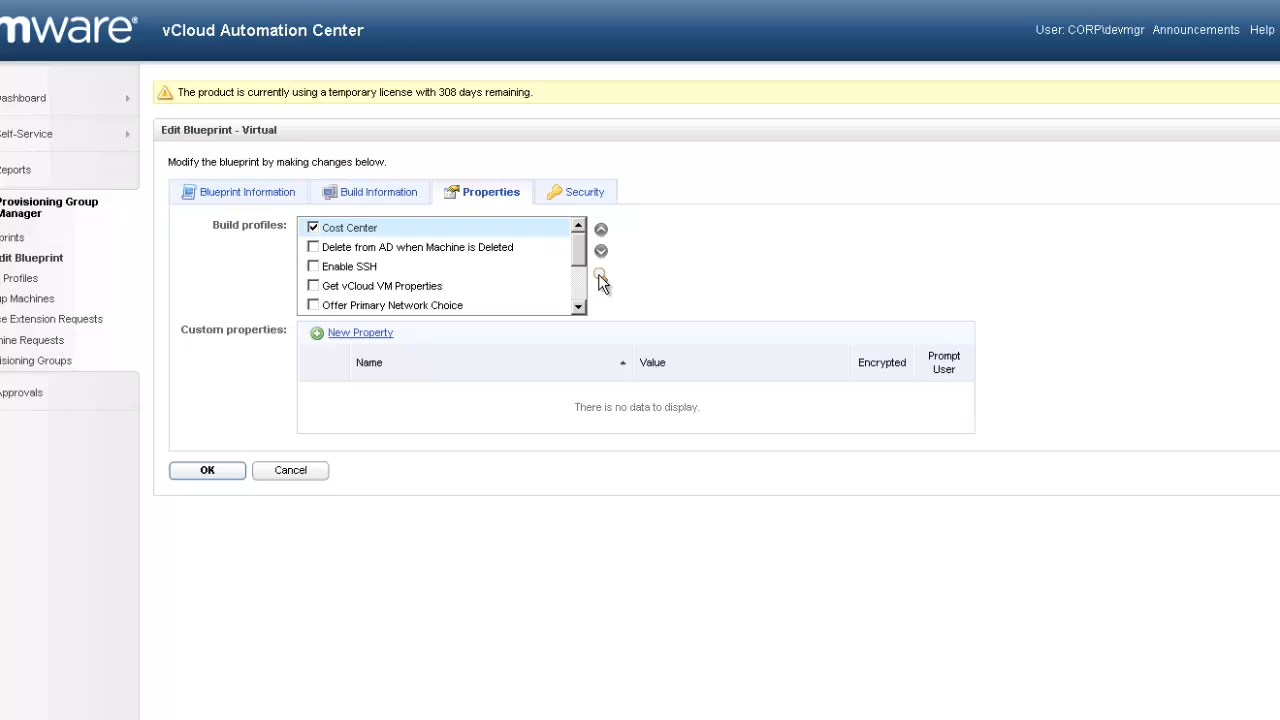 mware®
vCloud Automation Center
User: CORP\devmgr Announcements Help
The product is currently using a temporary license with 308 days remaining.
Edit Blueprint - Virtual
Modify the blueprint by making changes below.
Blueprint Information
Build Information
Properties
Security
ashboard
elf-Service
eports
rovisioning Group
Manager
rints
dit Blueprint
Profiles
p Machines
e Extension Requests
ine Requests
isioning Groups
pprovals
Build profiles:
Cost Center
Delete from AD when Machine is Deleted
Enable SSH
Get vCloud VM Properties
Offer Primary Network Choice
Custom properties:
New Property
Name
Value
Encrypted
Prompt
User
There is no data to display.
OK
Cancel